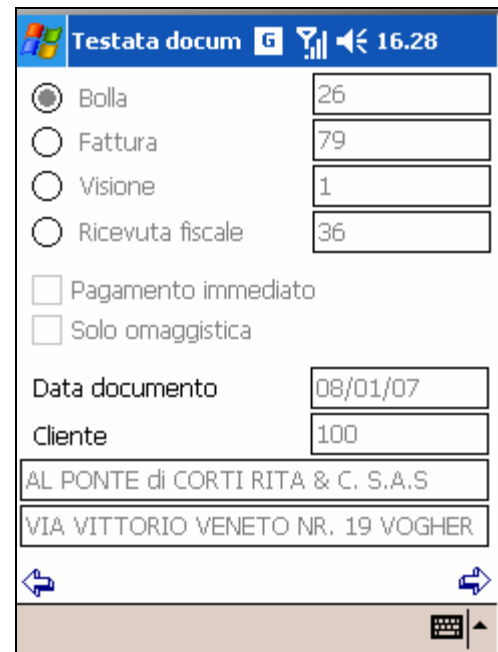 Testata docum G 16.28
Bolla 26
Fattura 79
Visione 1
Ricevuta fiscale 36
Pagamento immediato
Solo omaggistica
Data documento 08/01/07
Cliente 100
AL PONTE di CORTI RITA & C. S.A.S
VIA VITTORIO VENETO NR. 19 VOGHER